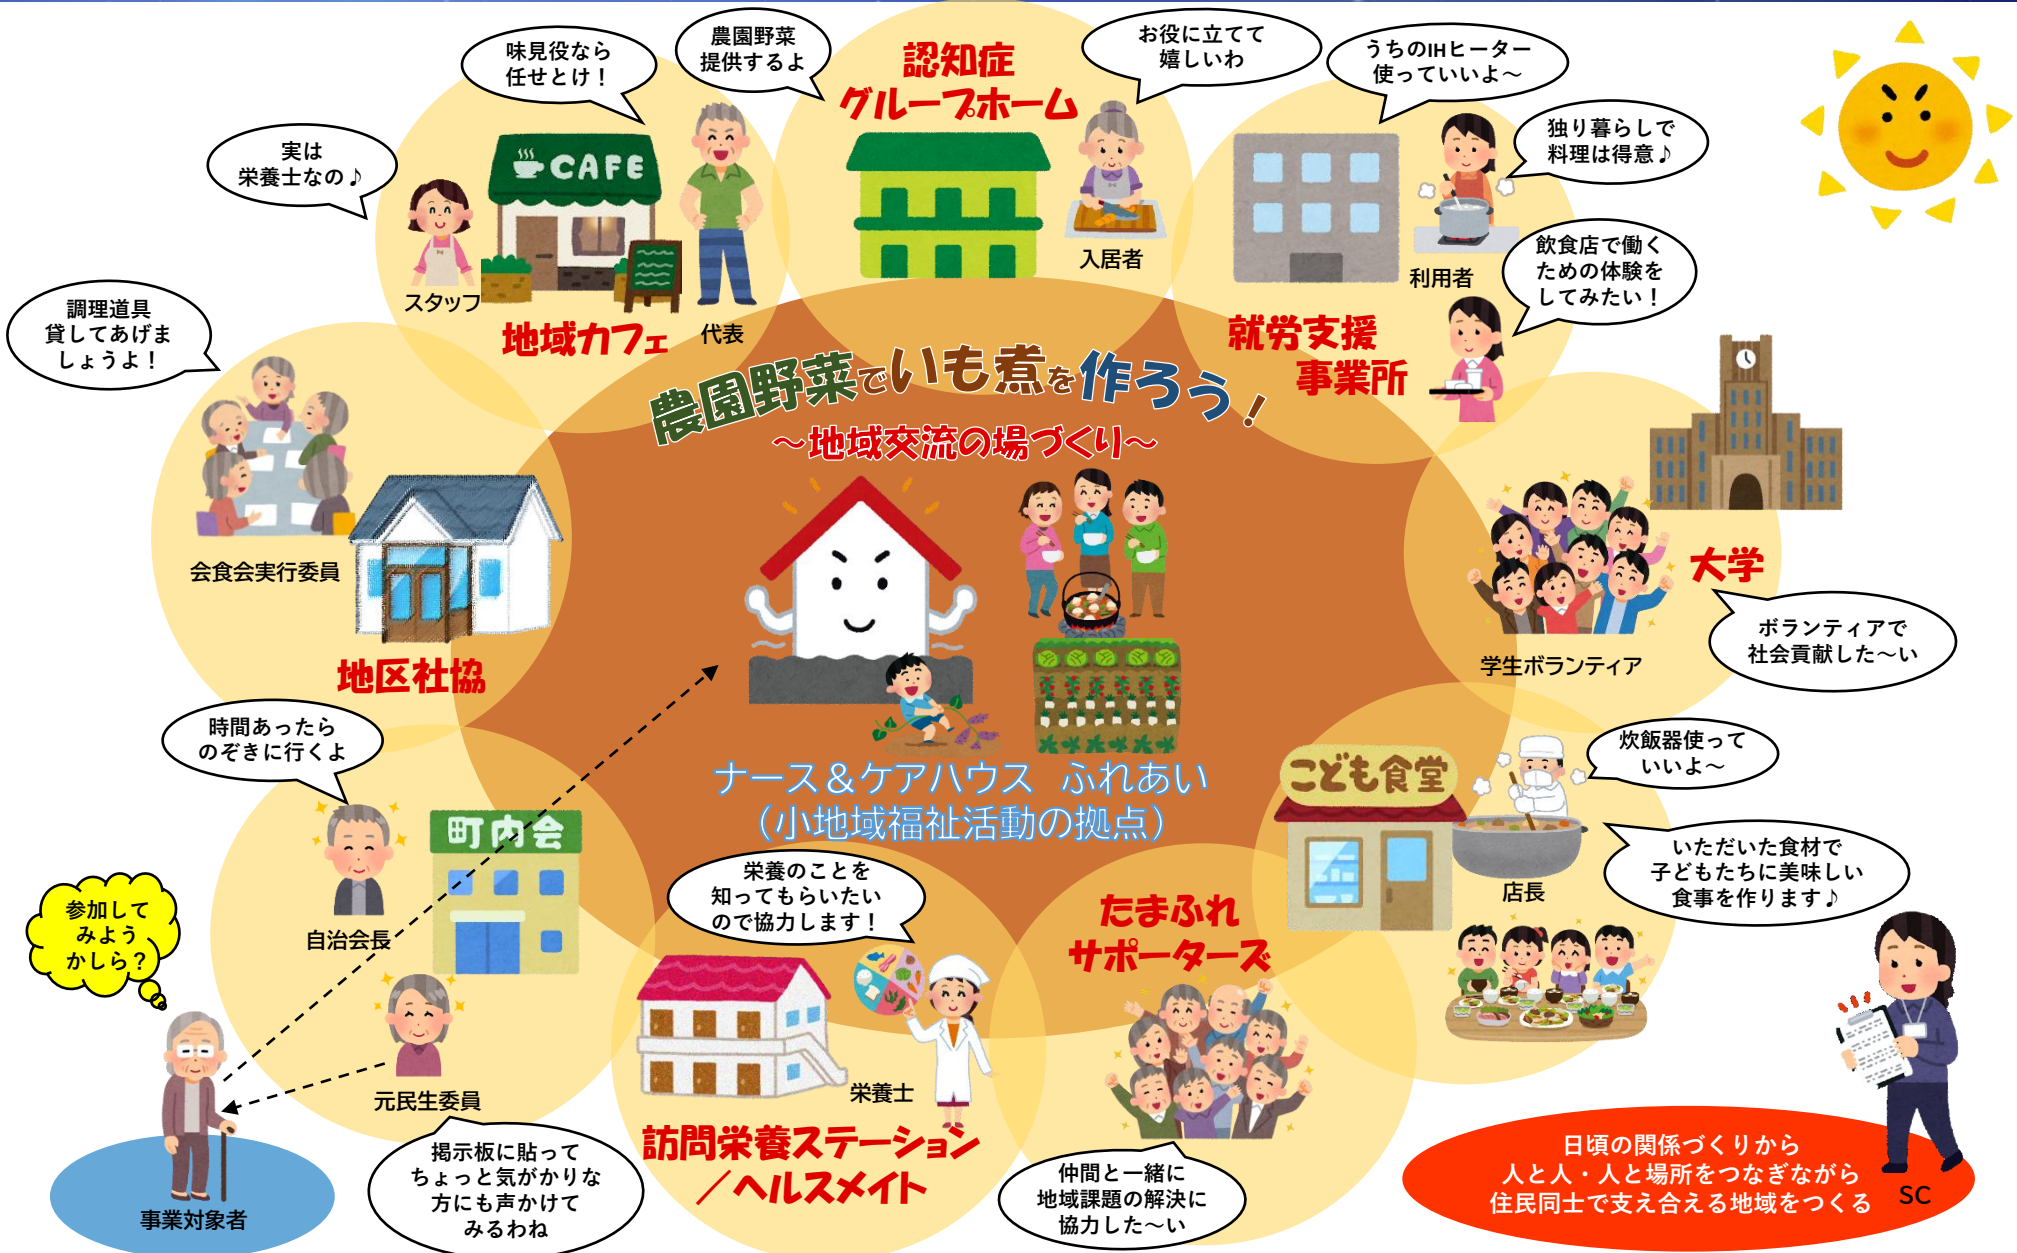 農園野菜でいも煮を作ろう！
～地域交流の場づくり～
ナース＆ケアハウス　ふれあい
（小地域福祉活動の拠点）
実は
栄養士なの♪
味見役なら
任せとけ！
CAFE
スタッフ
代表
地域カフェ
農園野菜
提供するよ
認知症
グループホーム
お役に立てて
嬉しいわ
入居者
うちのIHヒーター
使っていいよ～
独り暮らしで
料理は得意♪
利用者
飲食店で働く
ための体験を
してみたい！
就労支援
事業所
大学
学生ボランティア
ボランティアで
社会貢献した～い
こども食堂
炊飯器使って
いいよ～
店長
いただいた食材で
子どもたちに美味しい
食事を作ります♪
たまふれ
サポーターズ
仲間と一緒に
地域課題の解決に
協力した～い
栄養のことを
知ってもらいたい
ので協力します！
栄養士
訪問栄養ステーション
／ヘルスメイト
時間あったら
のぞきに行くよ
町内会
自治会長
元民生委員
掲示板に貼って
ちょっと気がかりな
方にも声かけて
みるわね
調理道具
貸してあげま
しょうよ！
会食会実行委員
地区社協
参加して
みよう
かしら？
事業対象者
日頃の関係づくりから
人と人・人と場所をつなぎながら
住民同士で支え合える地域をつくる
SC